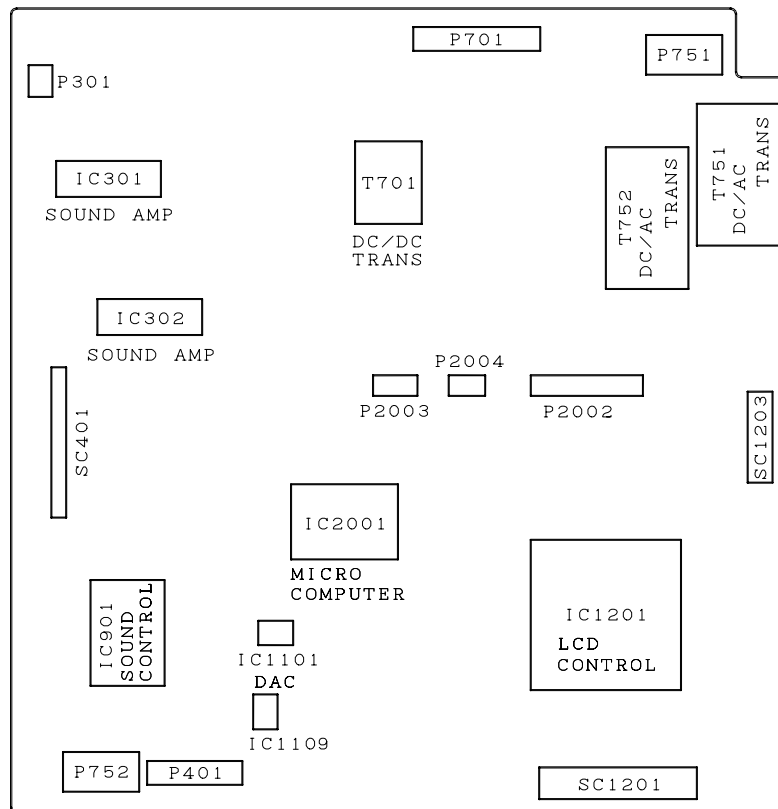 P701
P751
P301
T701
DC/DC
TRANS
IC301
SOUND AMP
T752
DC/AC
TRANS
T751
DC/AC
TRANS
IC302
SOUND AMP
P2004
P2003
P2002
SC401
SC1203
IC2001
MICRO
COMPUTER
IC901
SOUND
CONTROL
IC1201
LCD
CONTROL
IC1101
DAC
IC1109
P752
P401
SC1201